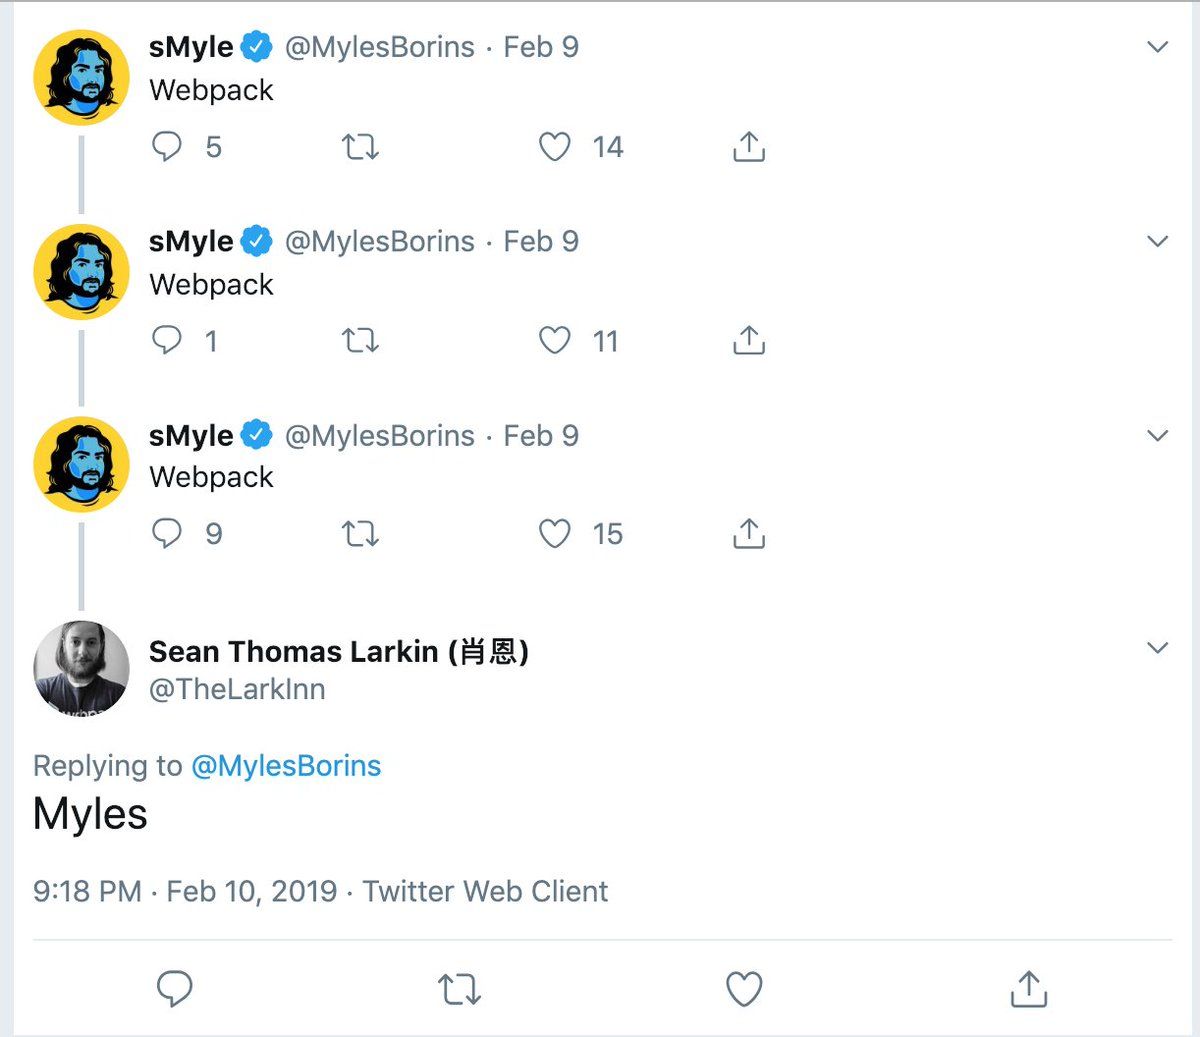 sMyle @MylesBorins · Feb 9
Webpack
5 14
sMyle @MylesBorins · Feb 9
Webpack
1 11
sMyle @MylesBorins · Feb 9
Webpack
9 15
Sean Thomas Larkin (肖恩)
@TheLarkInn
Replying to @MylesBorins
Myles
9:18 PM · Feb 10, 2019 · Twitter Web Client